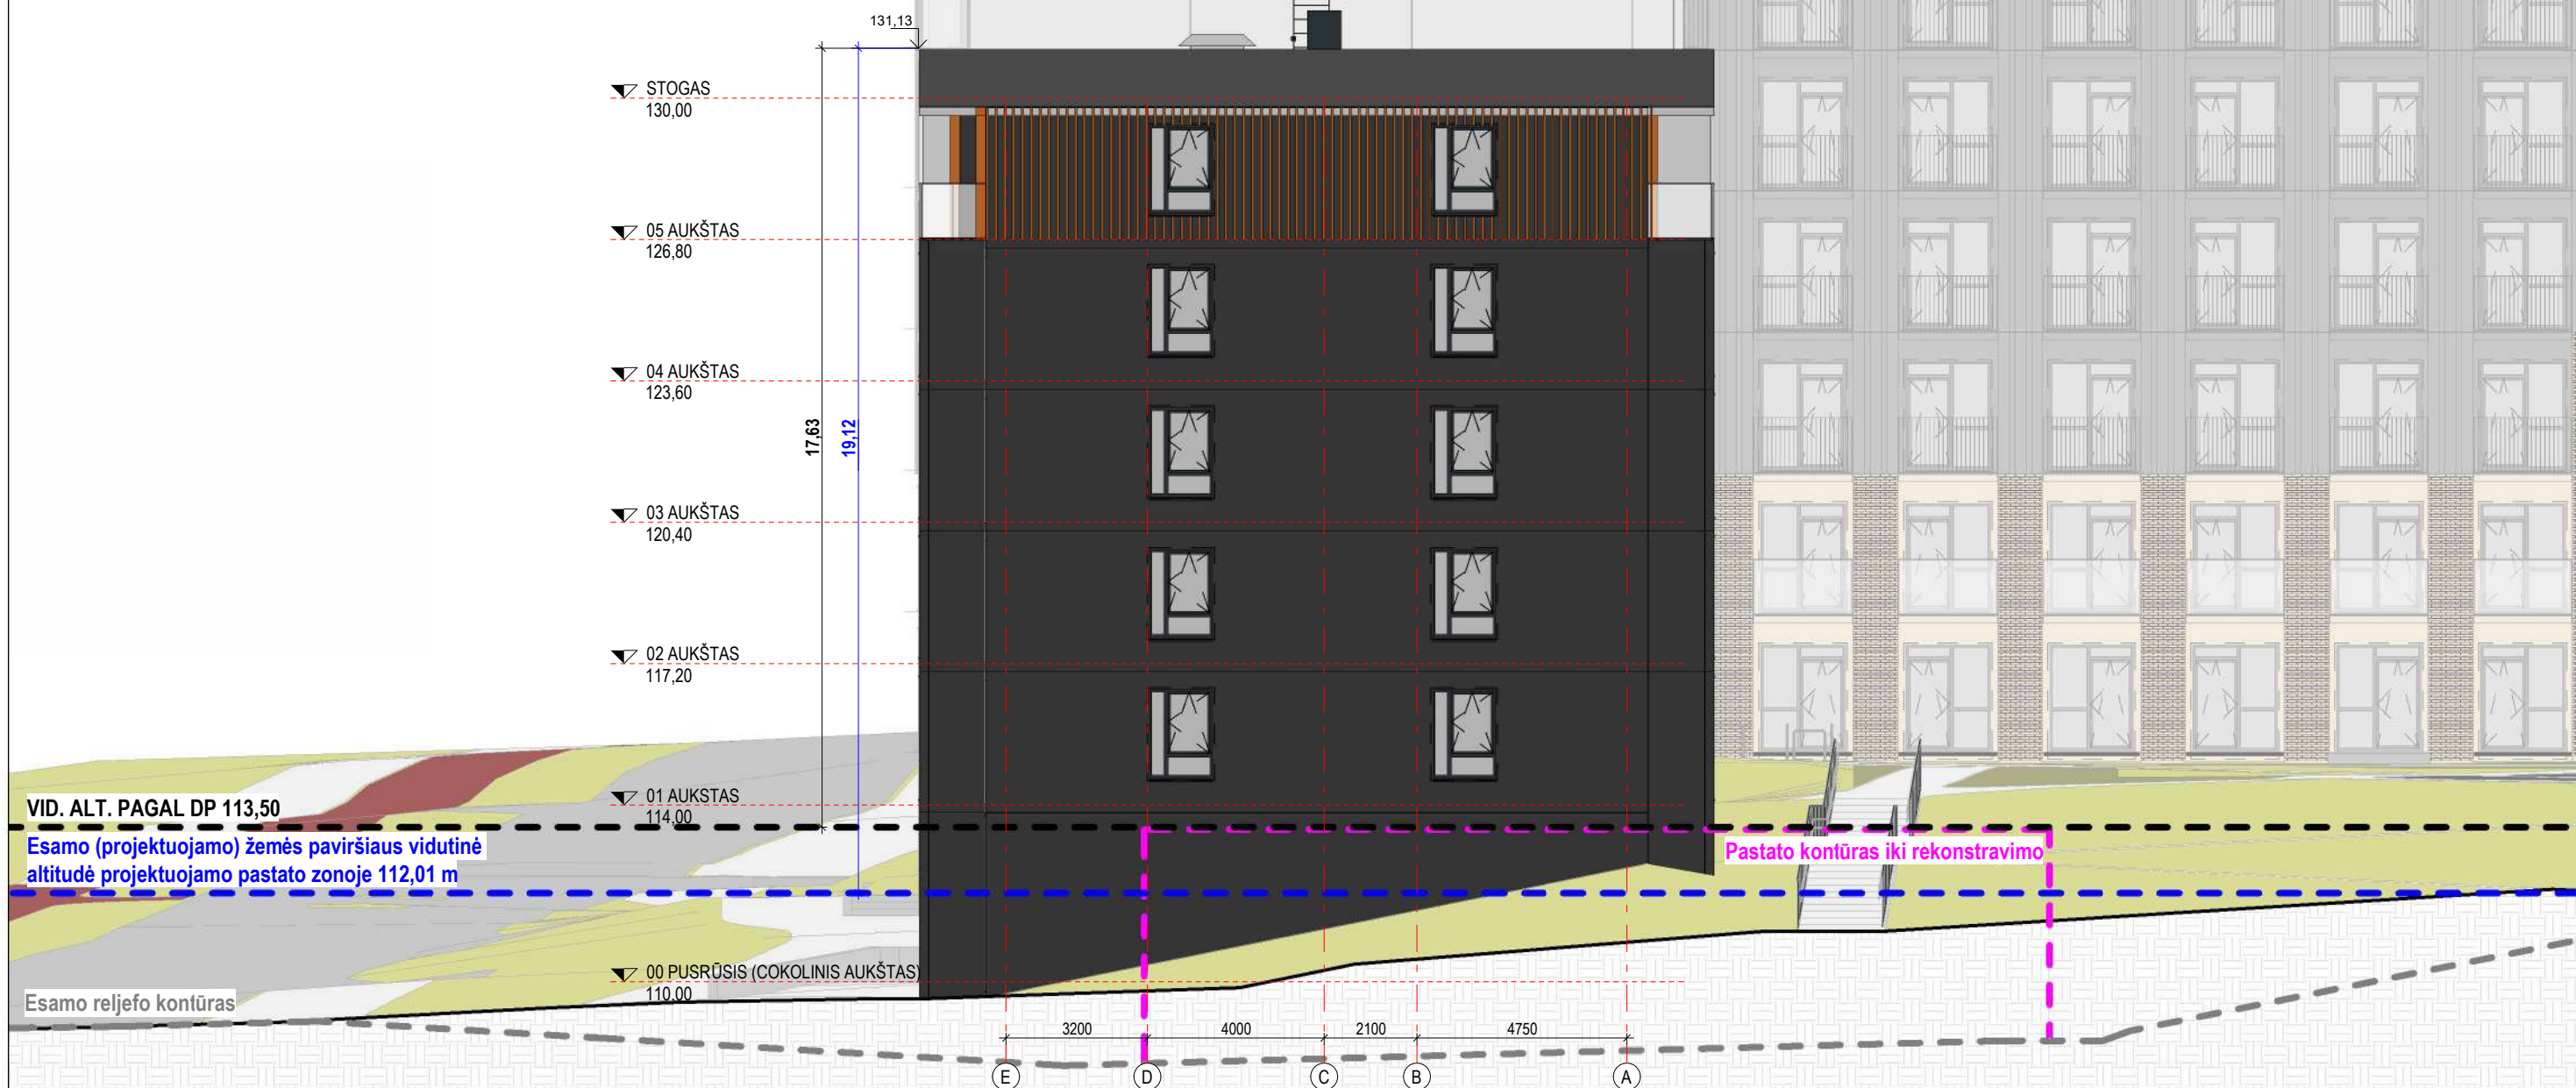 131,13
STOGAS
130,00
05 AUKŠTAS
126,80
04 AUKŠTAS
123,60
17,63
19,12
03 AUKŠTAS
120,40
02 AUKŠTAS
117,20
01 AUKSTAS
114,00
VID. ALT. PAGAL DP 113,50
Esamo (projektuojamo) žemės paviršiaus vidutinė
altitudė projektuojamo pastato zonoje 112,01 m
Pastato kontūras iki rekonstravimo
00 PUSRŪSIS (COKOLINIS AUKŠTAS)
110,00
Esamo reljefo kontūras
3200 4000 2100 4750
E D C B A